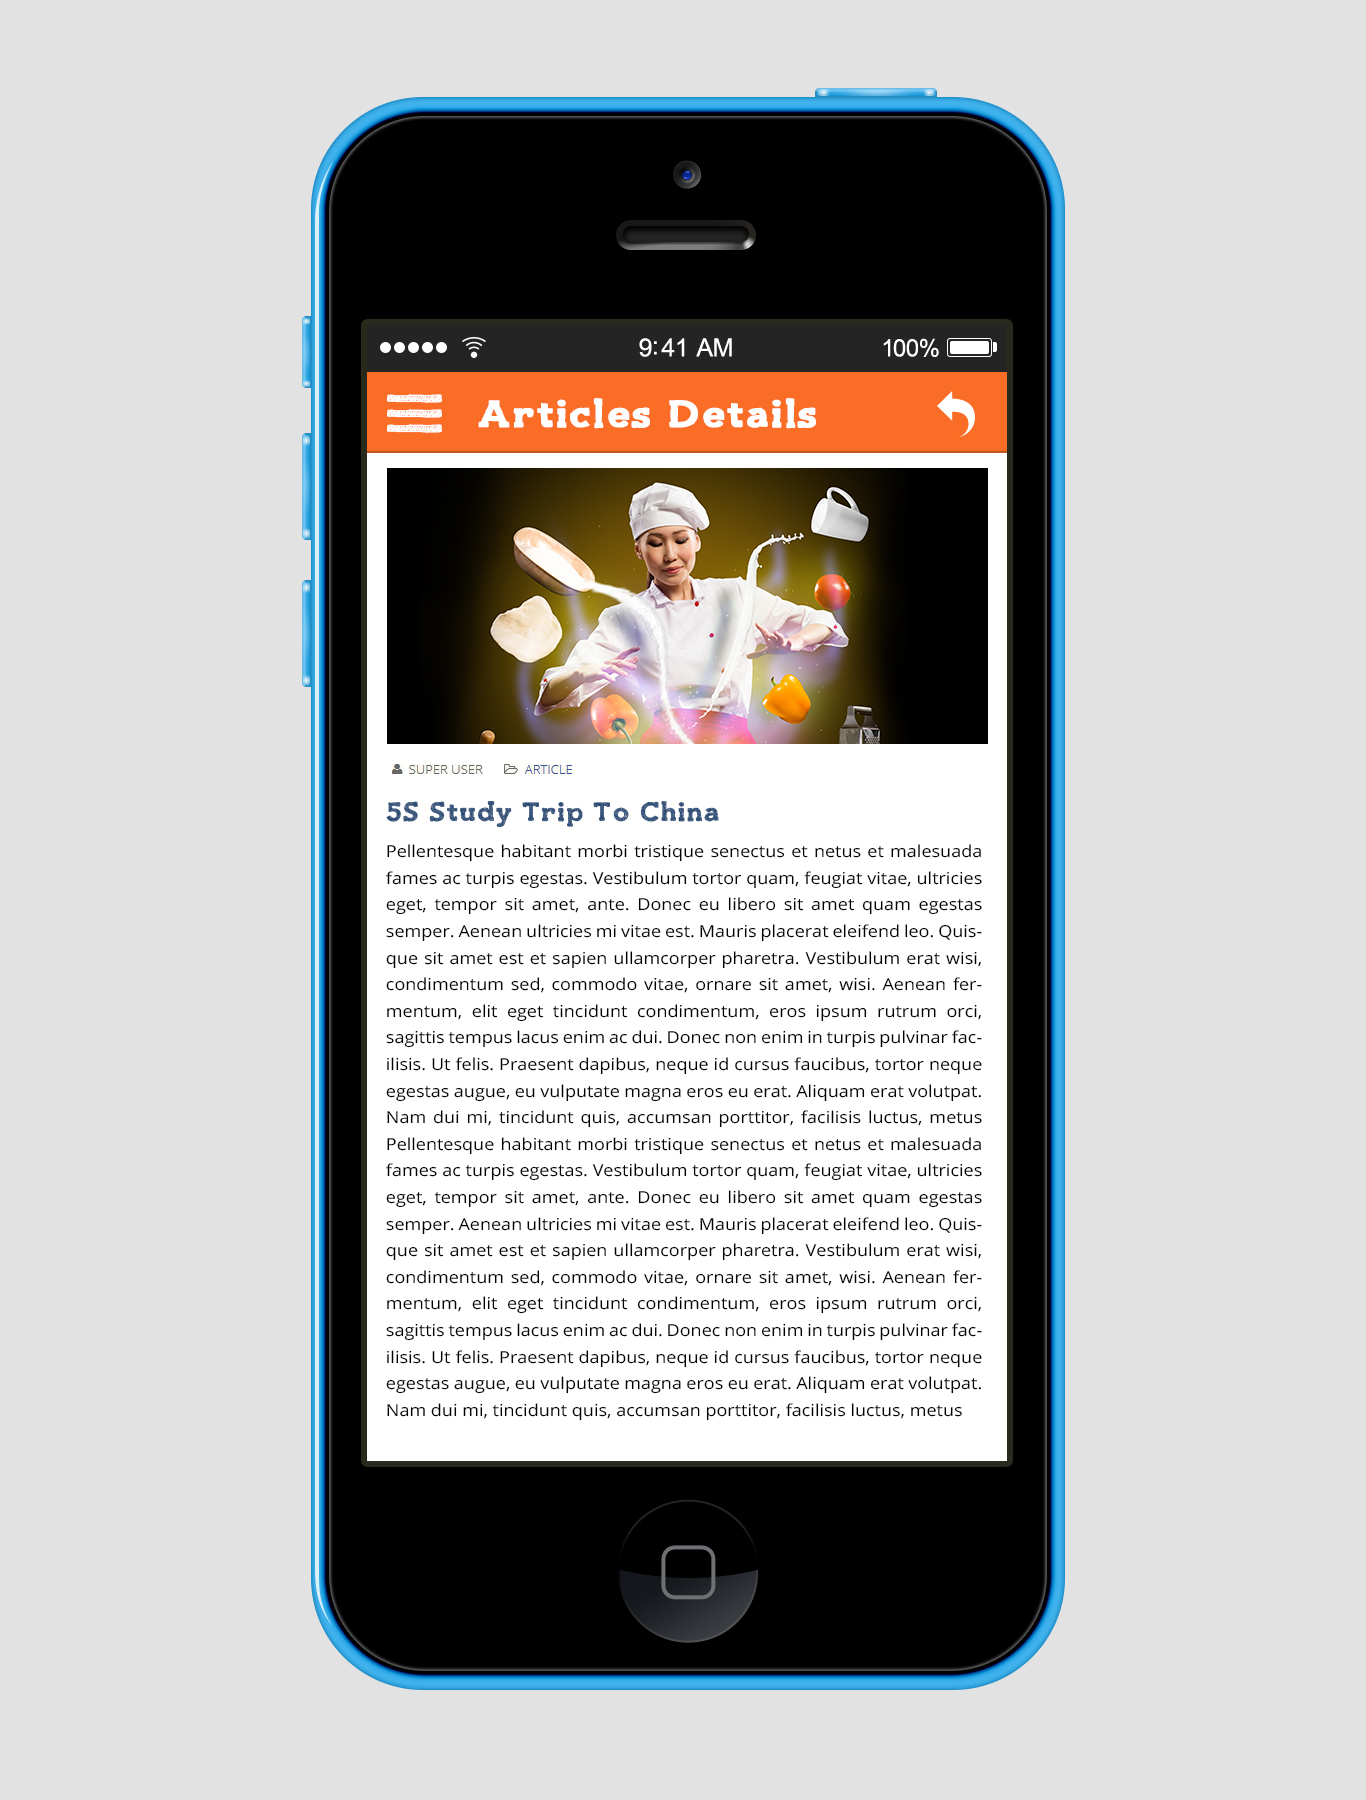 9:41 AM
100%
Articles Details
SUPER USER ARTICLE
5S Study Trip To China
Pellentesque habitant morbi tristique senectus et netus et malesuada
fames ac turpis egestas. Vestibulum tortor quam, feugiat vitae, ultricies
eget, tempor sit amet, ante. Donec eu libero sit amet quam egestas
semper. Aenean ultricies mi vitae est. Mauris placerat eleifend leo. Quis-
que sit amet est et sapien ullamcorper pharetra. Vestibulum erat wisi,
condimentum sed, commodo vitae, ornare sit amet, wisi. Aenean fer-
mentum, elit eget tincidunt condimentum, eros ipsum rutrum orci,
sagittis tempus lacus enim ac dui. Donec non enim in turpis pulvinar fac-
ilisis. Ut felis. Praesent dapibus, neque id cursus faucibus, tortor neque
egestas augue, eu vulputate magna eros eu erat. Aliquam erat volutpat.
Nam dui mi, tincidunt quis, accumsan porttitor, facilisis luctus, metus
Pellentesque habitant morbi tristique senectus et netus et malesuada
fames ac turpis egestas. Vestibulum tortor quam, feugiat vitae, ultricies
eget, tempor sit amet, ante. Donec eu libero sit amet quam egestas
semper. Aenean ultricies mi vitae est. Mauris placerat eleifend leo. Quis-
que sit amet est et sapien ullamcorper pharetra. Vestibulum erat wisi,
condimentum sed, commodo vitae, ornare sit amet, wisi. Aenean fer-
mentum, elit eget tincidunt condimentum, eros ipsum rutrum orci,
sagittis tempus lacus enim ac dui. Donec non enim in turpis pulvinar fac-
ilisis. Ut felis. Praesent dapibus, neque id cursus faucibus, tortor neque
egestas augue, eu vulputate magna eros eu erat. Aliquam erat volutpat.
Nam dui mi, tincidunt quis, accumsan porttitor, facilisis luctus, metus